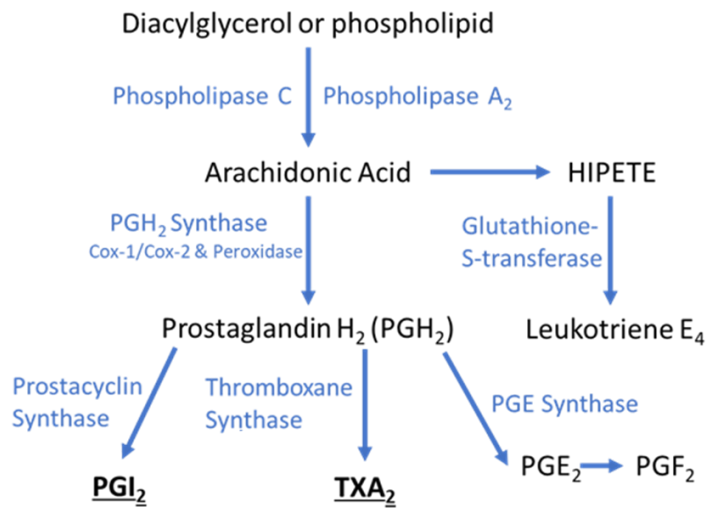 Diacylglycerol or phospholipid
Phospholipase C
Phospholipase A₂
Arachidonic Acid
HIPETE
PGH₂ Synthase
Cox-1/Cox-2 & Peroxidase
Glutathione-
S-transferase
Prostaglandin H₂ (PGH₂)
Leukotriene E₄
Prostacyclin
Synthase
Thromboxane
Synthase
PGE Synthase
PGI₂
TXA₂
PGE₂
PGF₂